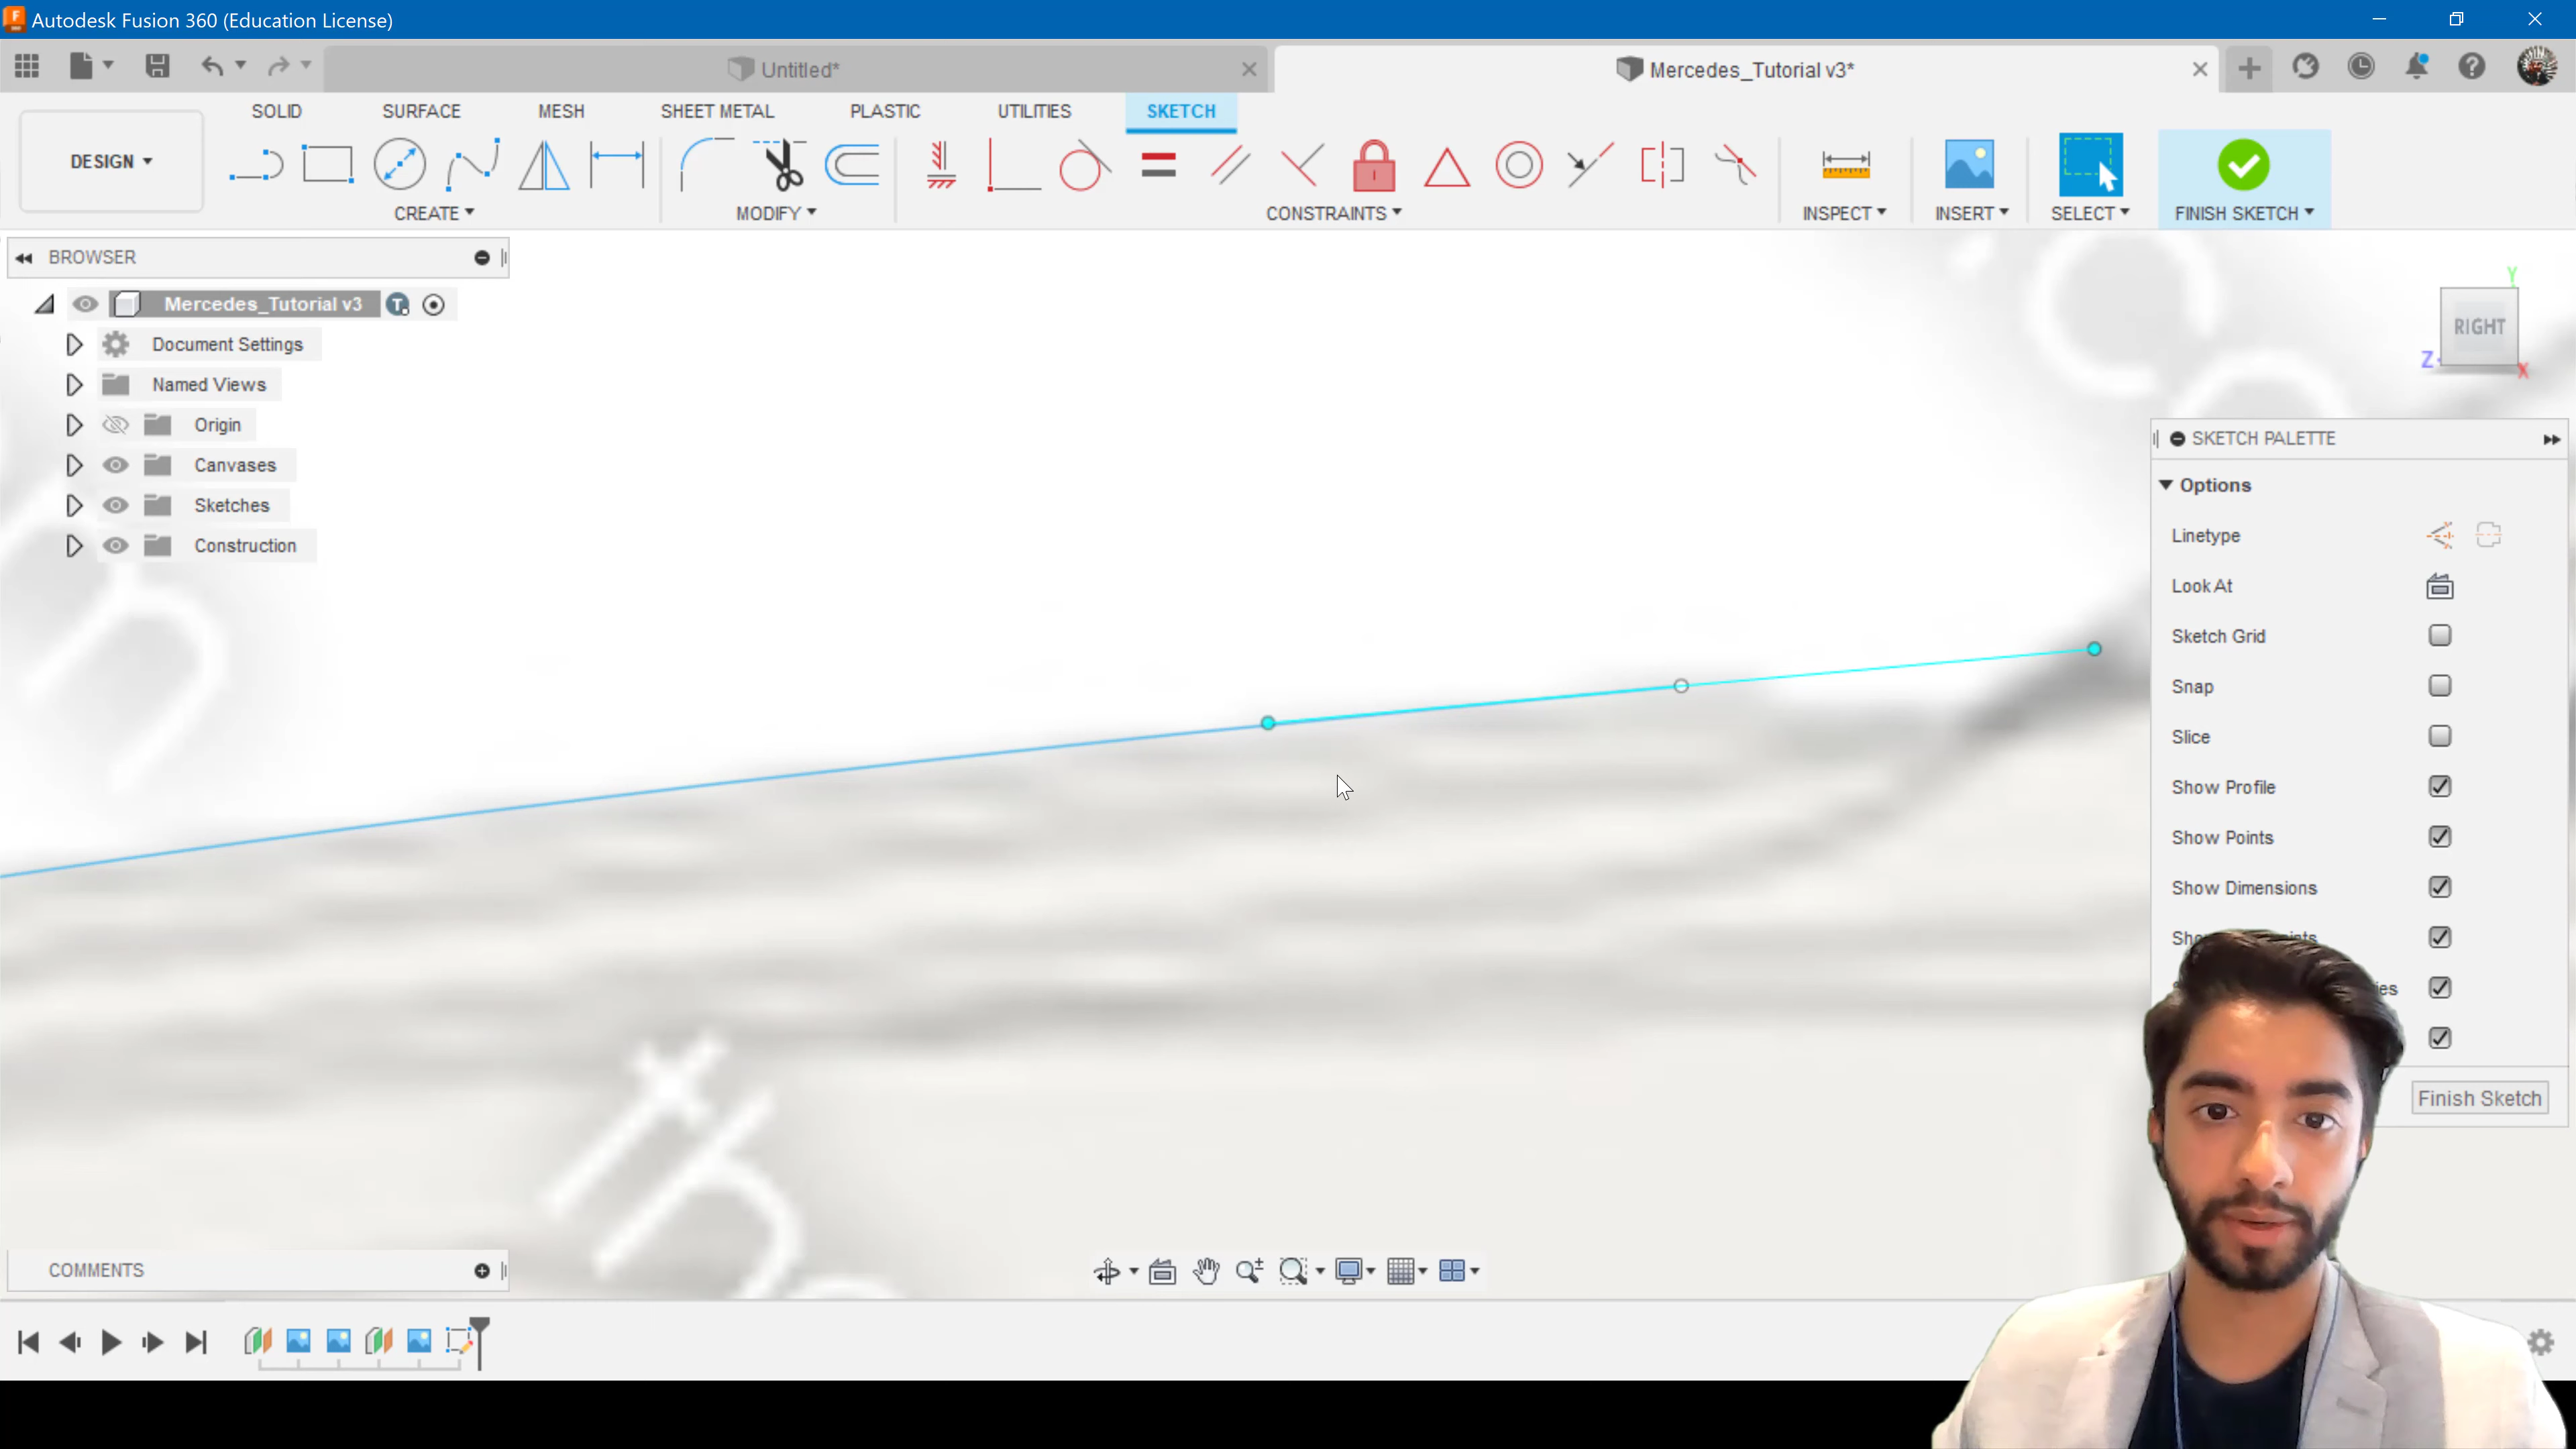 Autodesk Fusion 360 (Education License)
Untitled*
Mercedes_Tutorial v3*
SOLID SURFACE MESH SHEET METAL PLASTIC UTILITIES SKETCH
DESIGN
CREATE MODIFY CONSTRAINTS INSPECT INSERT SELECT FINISH SKETCH
BROWSER
Mercedes_Tutorial v3
Document Settings
Named Views
Origin
Canvases
Sketches
Construction
Y
RIGHT
Z
X
SKETCH PALETTE
Options
Linetype
Look At
Sketch Grid
Snap
Slice
Show Profile
Show Points
Show Dimensions
Finish Sketch
COMMENTS